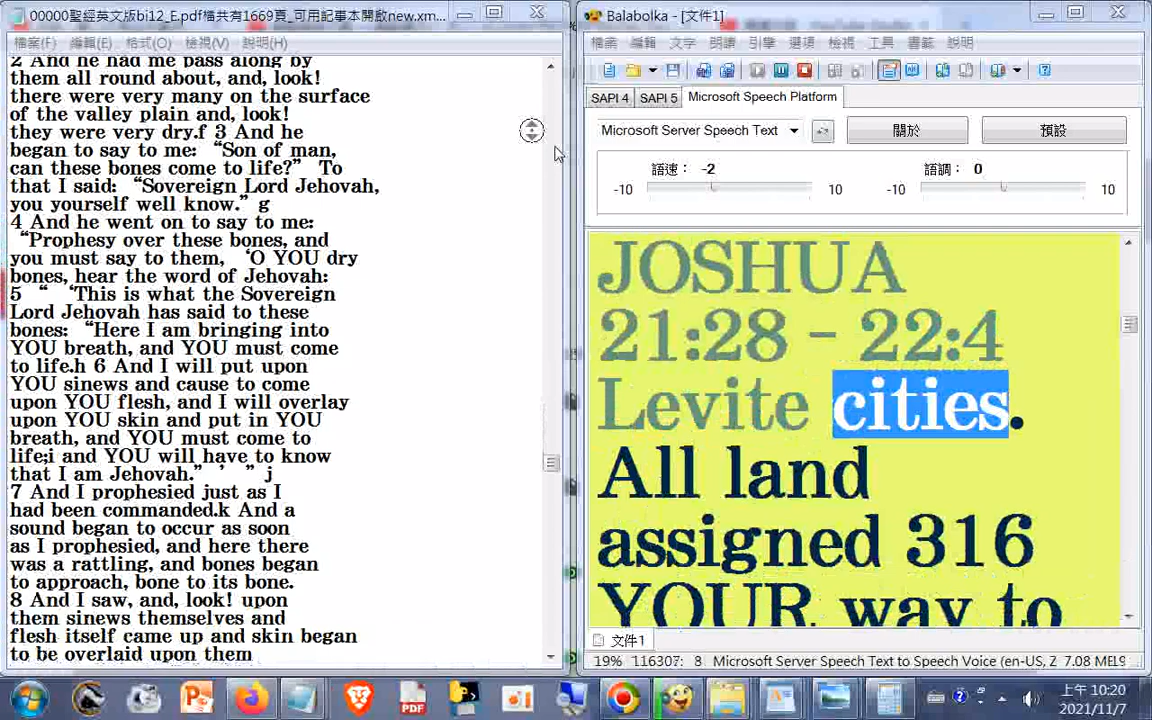 00000聖經英文版bi12_E.pdf檔共有1669頁_可用記事本開啟new.xm...
檔案(F) 編輯(E) 格式(O) 檢視(V) 說明(H)
2 And he had me pass along by
them all round about, and, look!
there were very many on the surface
of the valley plain and, look!
they were very dry.f 3 And he
began to say to me: “Son of man,
can these bones come to life?” To
that I said: “Sovereign Lord Jehovah,
you yourself well know.” g
4 And he went on to say to me:
“Prophesy over these bones, and
you must say to them, ‘O YOU dry
bones, hear the word of Jehovah:
5 “ ‘This is what the Sovereign
Lord Jehovah has said to these
bones: “Here I am bringing into
YOU breath, and YOU must come
to life.h 6 And I will put upon
YOU sinews and cause to come
upon YOU flesh, and I will overlay
upon YOU skin and put in YOU
breath, and YOU must come to
life;i and YOU will have to know
that I am Jehovah.” ’ ” j
7 And I prophesied just as I
had been commanded.k And a
sound began to occur as soon
as I prophesied, and here there
was a rattling, and bones began
to approach, bone to its bone.
8 And I saw, and, look! upon
them sinews themselves and
flesh itself came up and skin began
to be overlaid upon them
Balabolka - [文件1]
檔案 編輯 文字 朗讀 引擎 選項 檢視 工具 書籤 說明
SAPI 4 SAPI 5 Microsoft Speech Platform
Microsoft Server Speech Text 關於 預設
語速： -2 語調： 0
-10 10 -10 10
JOSHUA
21:28 - 22:4
Levite cities.
All land
assigned 316
YOUR way to
文件1
19% 116307: 8 Microsoft Server Speech Text to Speech Voice (en-US, Z 7.08 МЕ19
PDF
上午 10:20
2021/11/7